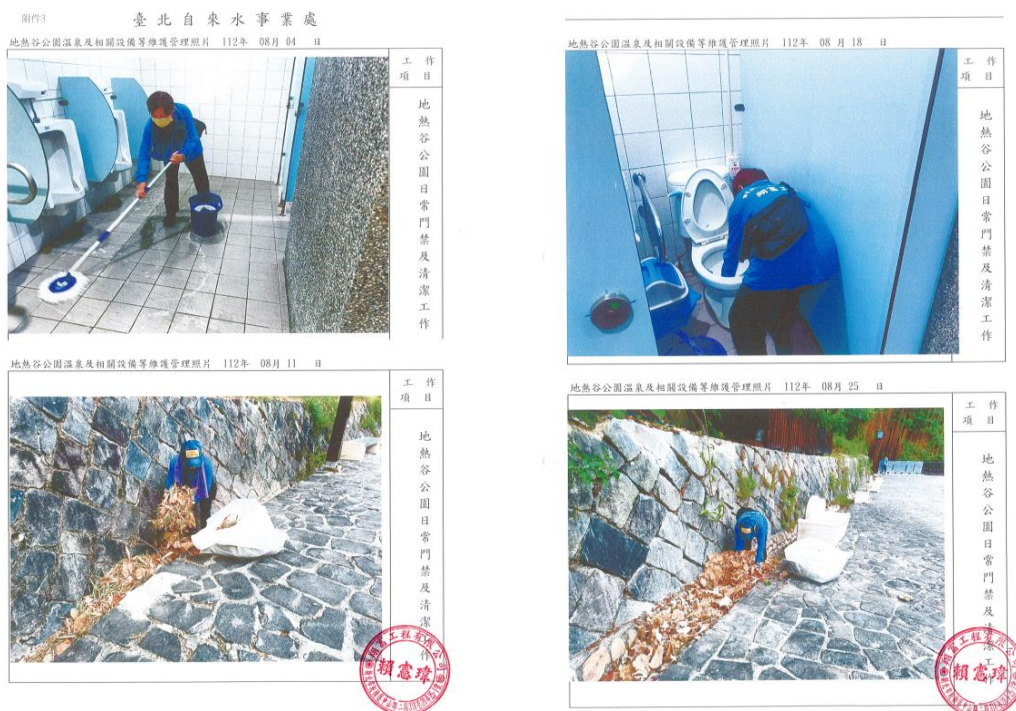 附件3
臺北自來水事業處
地熱谷公園溫泉及相關設備等維護管理照片 112年 08月 04 日
工作
項目
地熱谷公園日常門禁及清潔工作
地熱谷公園溫泉及相關設備等維護管理照片 112年 08月 11 日
工作
項目
地熱谷公園日常門禁及清潔工作
賴憲瑋
地熱谷公園溫泉及相關設備等維護管理照片 112年 08月 18 日
工作
項目
地熱谷公園日常門禁及清潔工作
地熱谷公園溫泉及相關設備等維護管理照片 112年 08月 25 日
工作
項目
地熱谷公園日常門禁及清潔工作
賴憲瑋